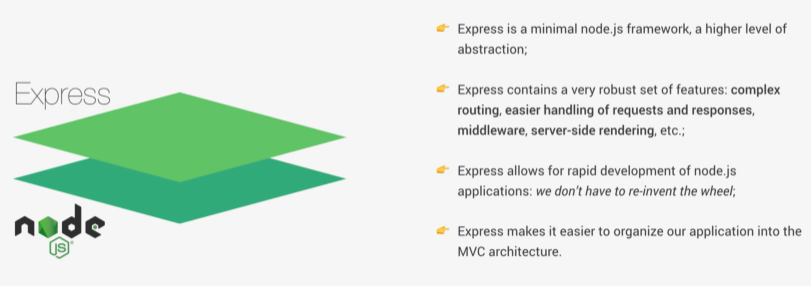 Express
node
JS
Express is a minimal node.js framework, a higher level of
abstraction;
Express contains a very robust set of features: complex
routing, easier handling of requests and responses,
middleware, server-side rendering, etc.;
Express allows for rapid development of node.js
applications: we don't have to re-invent the wheel;
Express makes it easier to organize our application into the
MVC architecture.